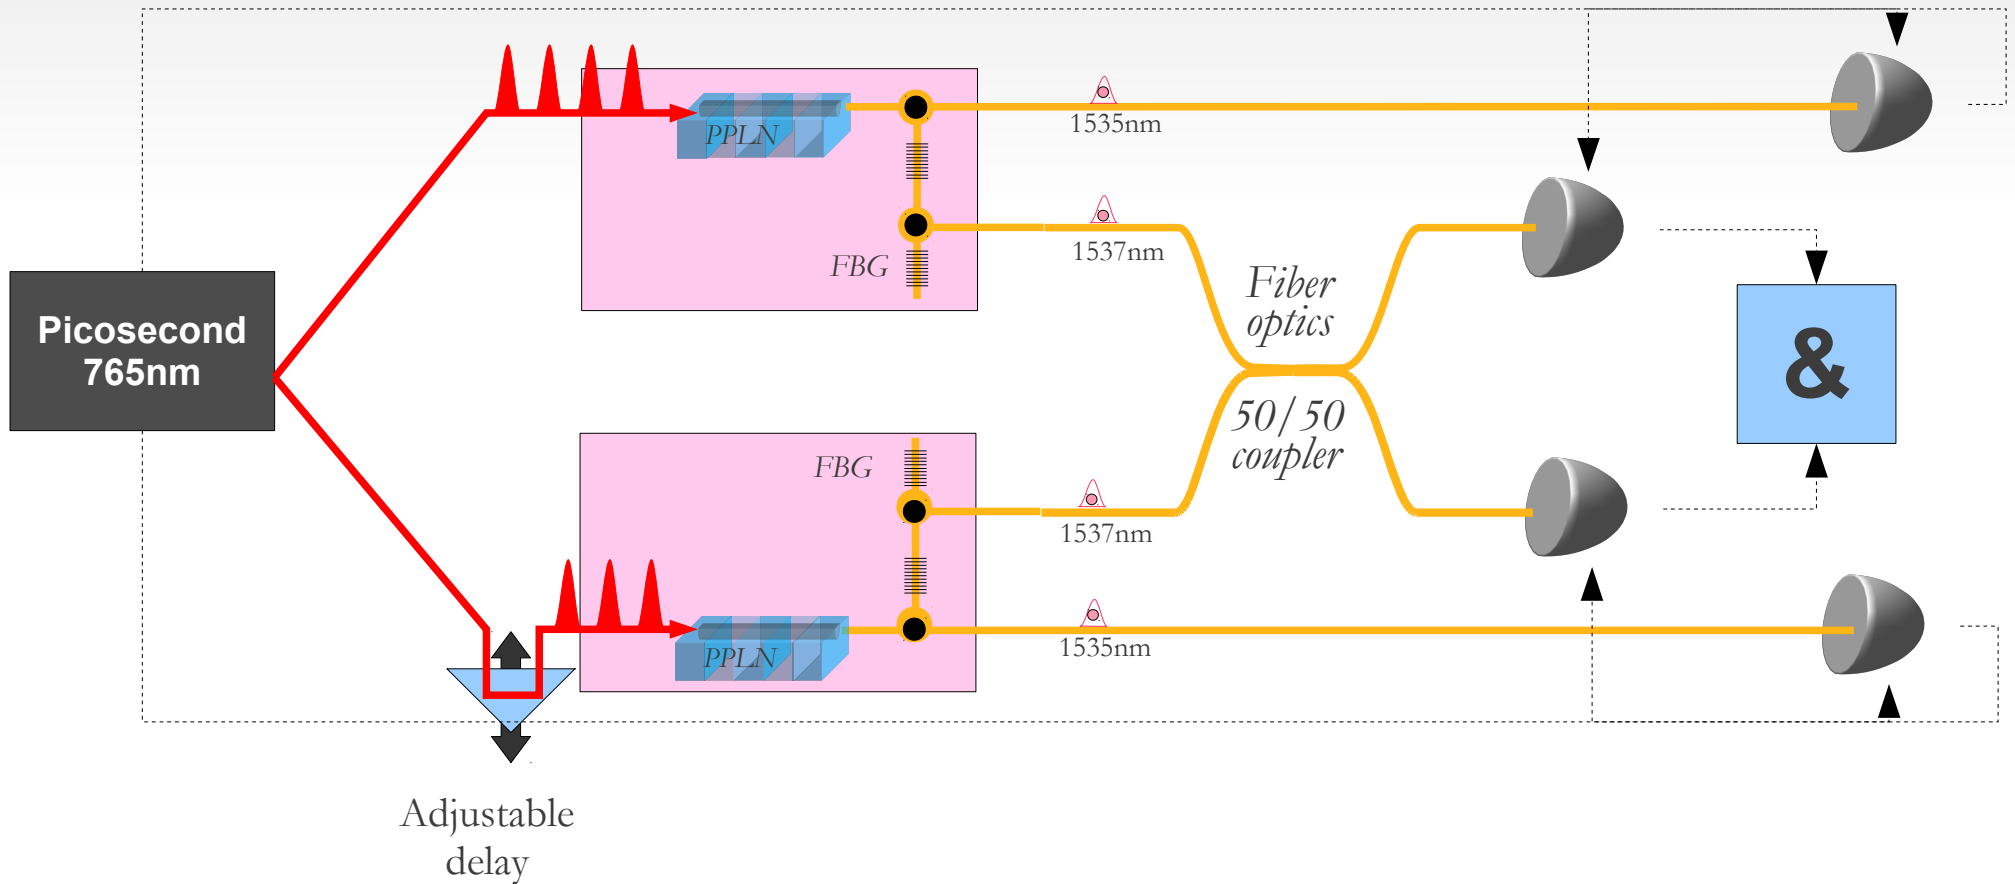 PPLN
1535nm
1537nm
FBG
Fiber
optics
Picosecond
765nm
&
50/50
coupler
FBG
1537nm
PPLN
1535nm
Adjustable
delay